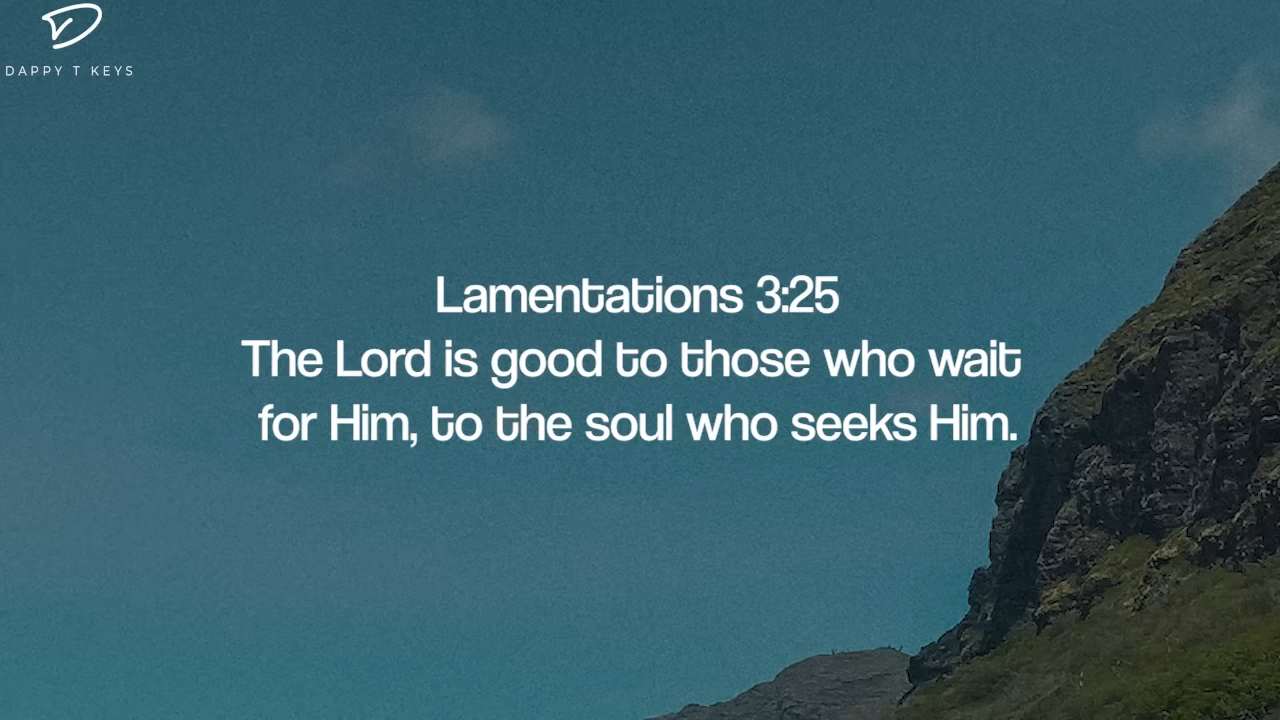 DAPPY T KEYS
Lamentations 3:25
The Lord is good to those who wait
for Him, to the soul who seeks Him.